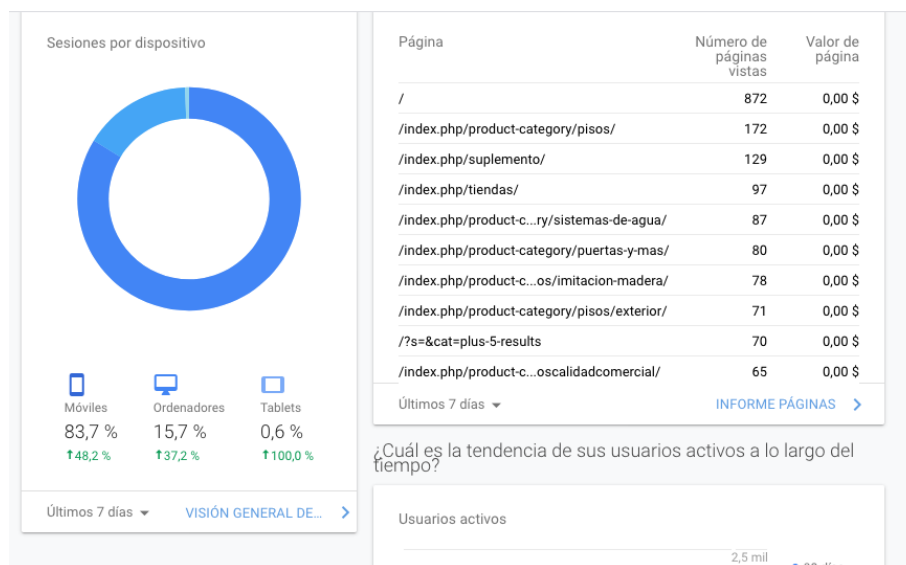 Sesiones por dispositivo
Móviles Ordenadores Tablets
83,7 % 15,7 % 0,6 %
48,2 % 37,2 % 100,0 %
Últimos 7 días VISIÓN GENERAL DE...
Página Número de páginas vistas Valor de página
/ 872 0,00 $
/index.php/product-category/pisos/ 172 0,00 $
/index.php/suplemento/ 129 0,00 $
/index.php/tiendas/ 97 0,00 $
/index.php/product-c...ry/sistemas-de-agua/ 87 0,00 $
/index.php/product-category/puertas-y-mas/ 80 0,00 $
/index.php/product-c...os/imitacion-madera/ 78 0,00 $
/index.php/product-category/pisos/exterior/ 71 0,00 $
/?s=&cat=plus-5-results 70 0,00 $
/index.php/product-c...oscalidadcomercial/ 65 0,00 $
Últimos 7 días INFORME PÁGINAS
¿Cuál es la tendencia de sus usuarios activos a lo largo del
tiempo?
Usuarios activos
2,5 mil